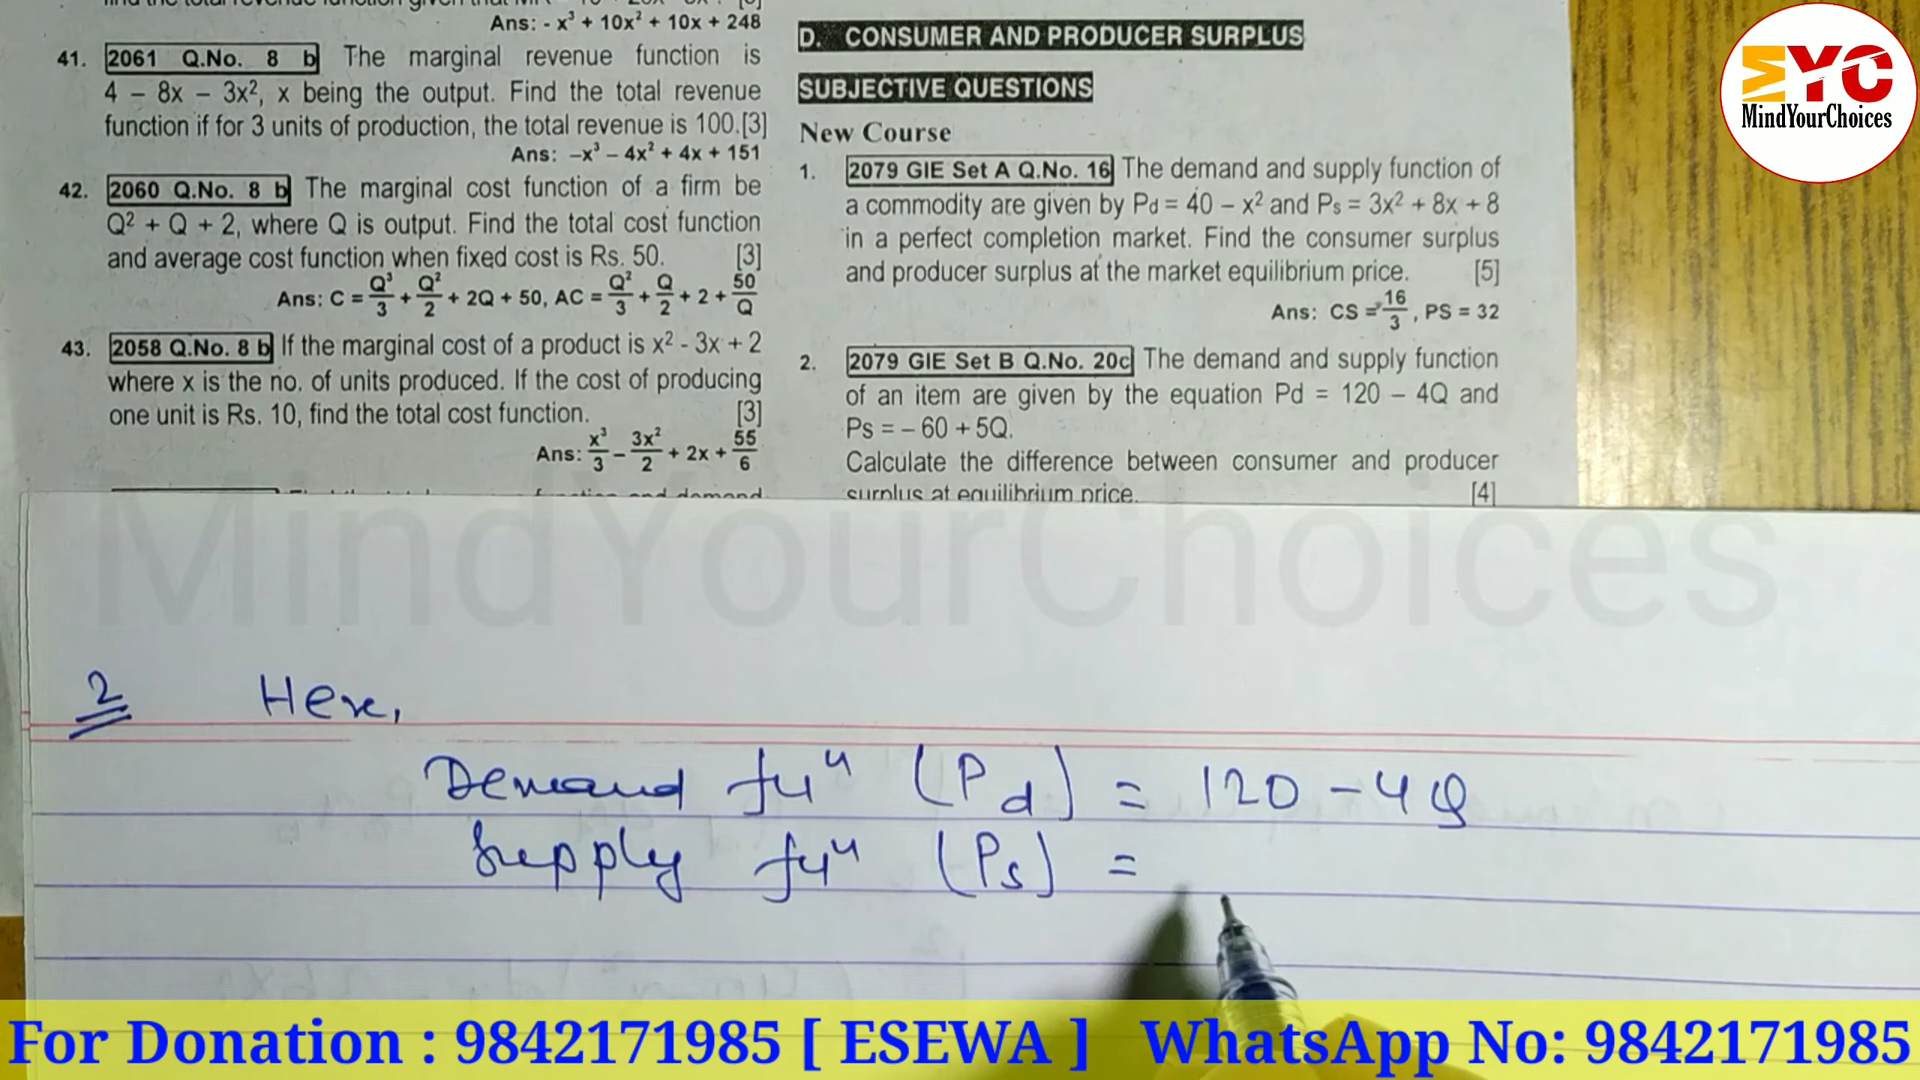 Ans: - x³ + 10x² + 10x + 248
41. 2061 Q.No. 8 b The marginal revenue function is
4 – 8x – 3x², x being the output. Find the total revenue
function if for 3 units of production, the total revenue is 100.[3]
Ans: –x³ – 4x² + 4x + 151
42. 2060 Q.No. 8 b The marginal cost function of a firm be
Q² + Q + 2, where Q is output. Find the total cost function
and average cost function when fixed cost is Rs. 50. [3]
Ans: C = Q³/3 + Q²/2 + 2Q + 50, AC = Q²/3 + Q/2 + 2 + 50/Q
43. 2058 Q.No. 8 b If the marginal cost of a product is x² - 3x + 2
where x is the no. of units produced. If the cost of producing
one unit is Rs. 10, find the total cost function. [3]
Ans: x³/3 – 3x²/2 + 2x + 55/6
D. CONSUMER AND PRODUCER SURPLUS
SUBJECTIVE QUESTIONS
New Course
1. 2079 GIE Set A Q.No. 16 The demand and supply function of
a commodity are given by Pd = 40 – x² and Ps = 3x² + 8x + 8
in a perfect completion market. Find the consumer surplus
and producer surplus at the market equilibrium price. [5]
Ans: CS = 16/3 , PS = 32
2. 2079 GIE Set B Q.No. 20c The demand and supply function
of an item are given by the equation Pd = 120 – 4Q and
Ps = – 60 + 5Q.
Calculate the difference between consumer and producer
surplus at equilibrium price. [4]
MYC
MindYourChoices
MindYourChoices
2 Here,
Demand fuⁿ (Pd) = 120 - 4Q
Supply fuⁿ (Ps) =
For Donation : 9842171985 [ ESEWA ] WhatsApp No: 9842171985